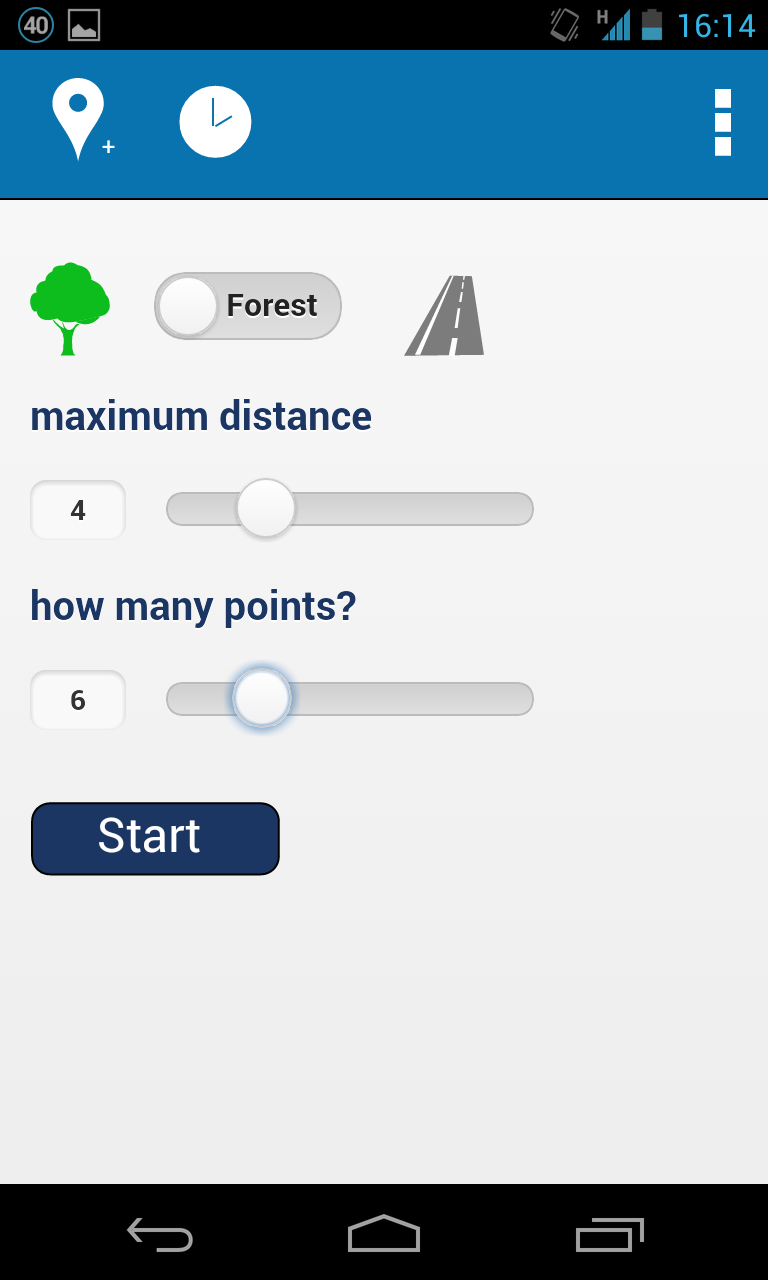 40 H 16:14
+
Forest
maximum distance
4
how many points?
6
Start